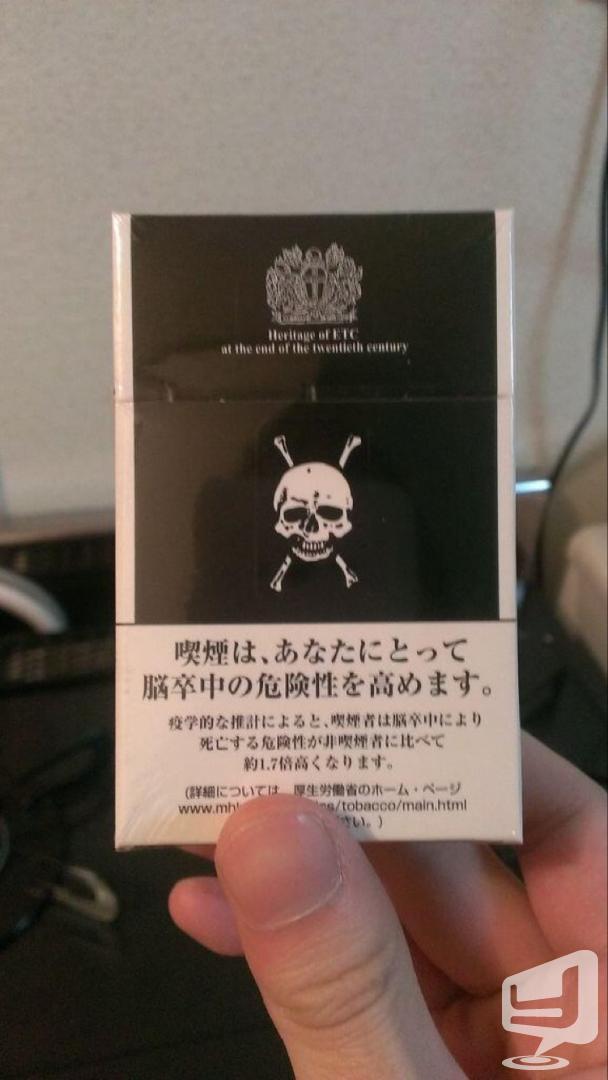 Heritage of ETC
at the end of the twentieth century
喫煙は、あなたにとって
脳卒中の危険性を高めます。
疫学的な推計によると、喫煙者は脳卒中により
死亡する危険性が非喫煙者に比べて
約1.7倍高くなります。
(詳細については、厚生労働省のホーム・ページ
www.mh /tobacco/main.html
さい。)